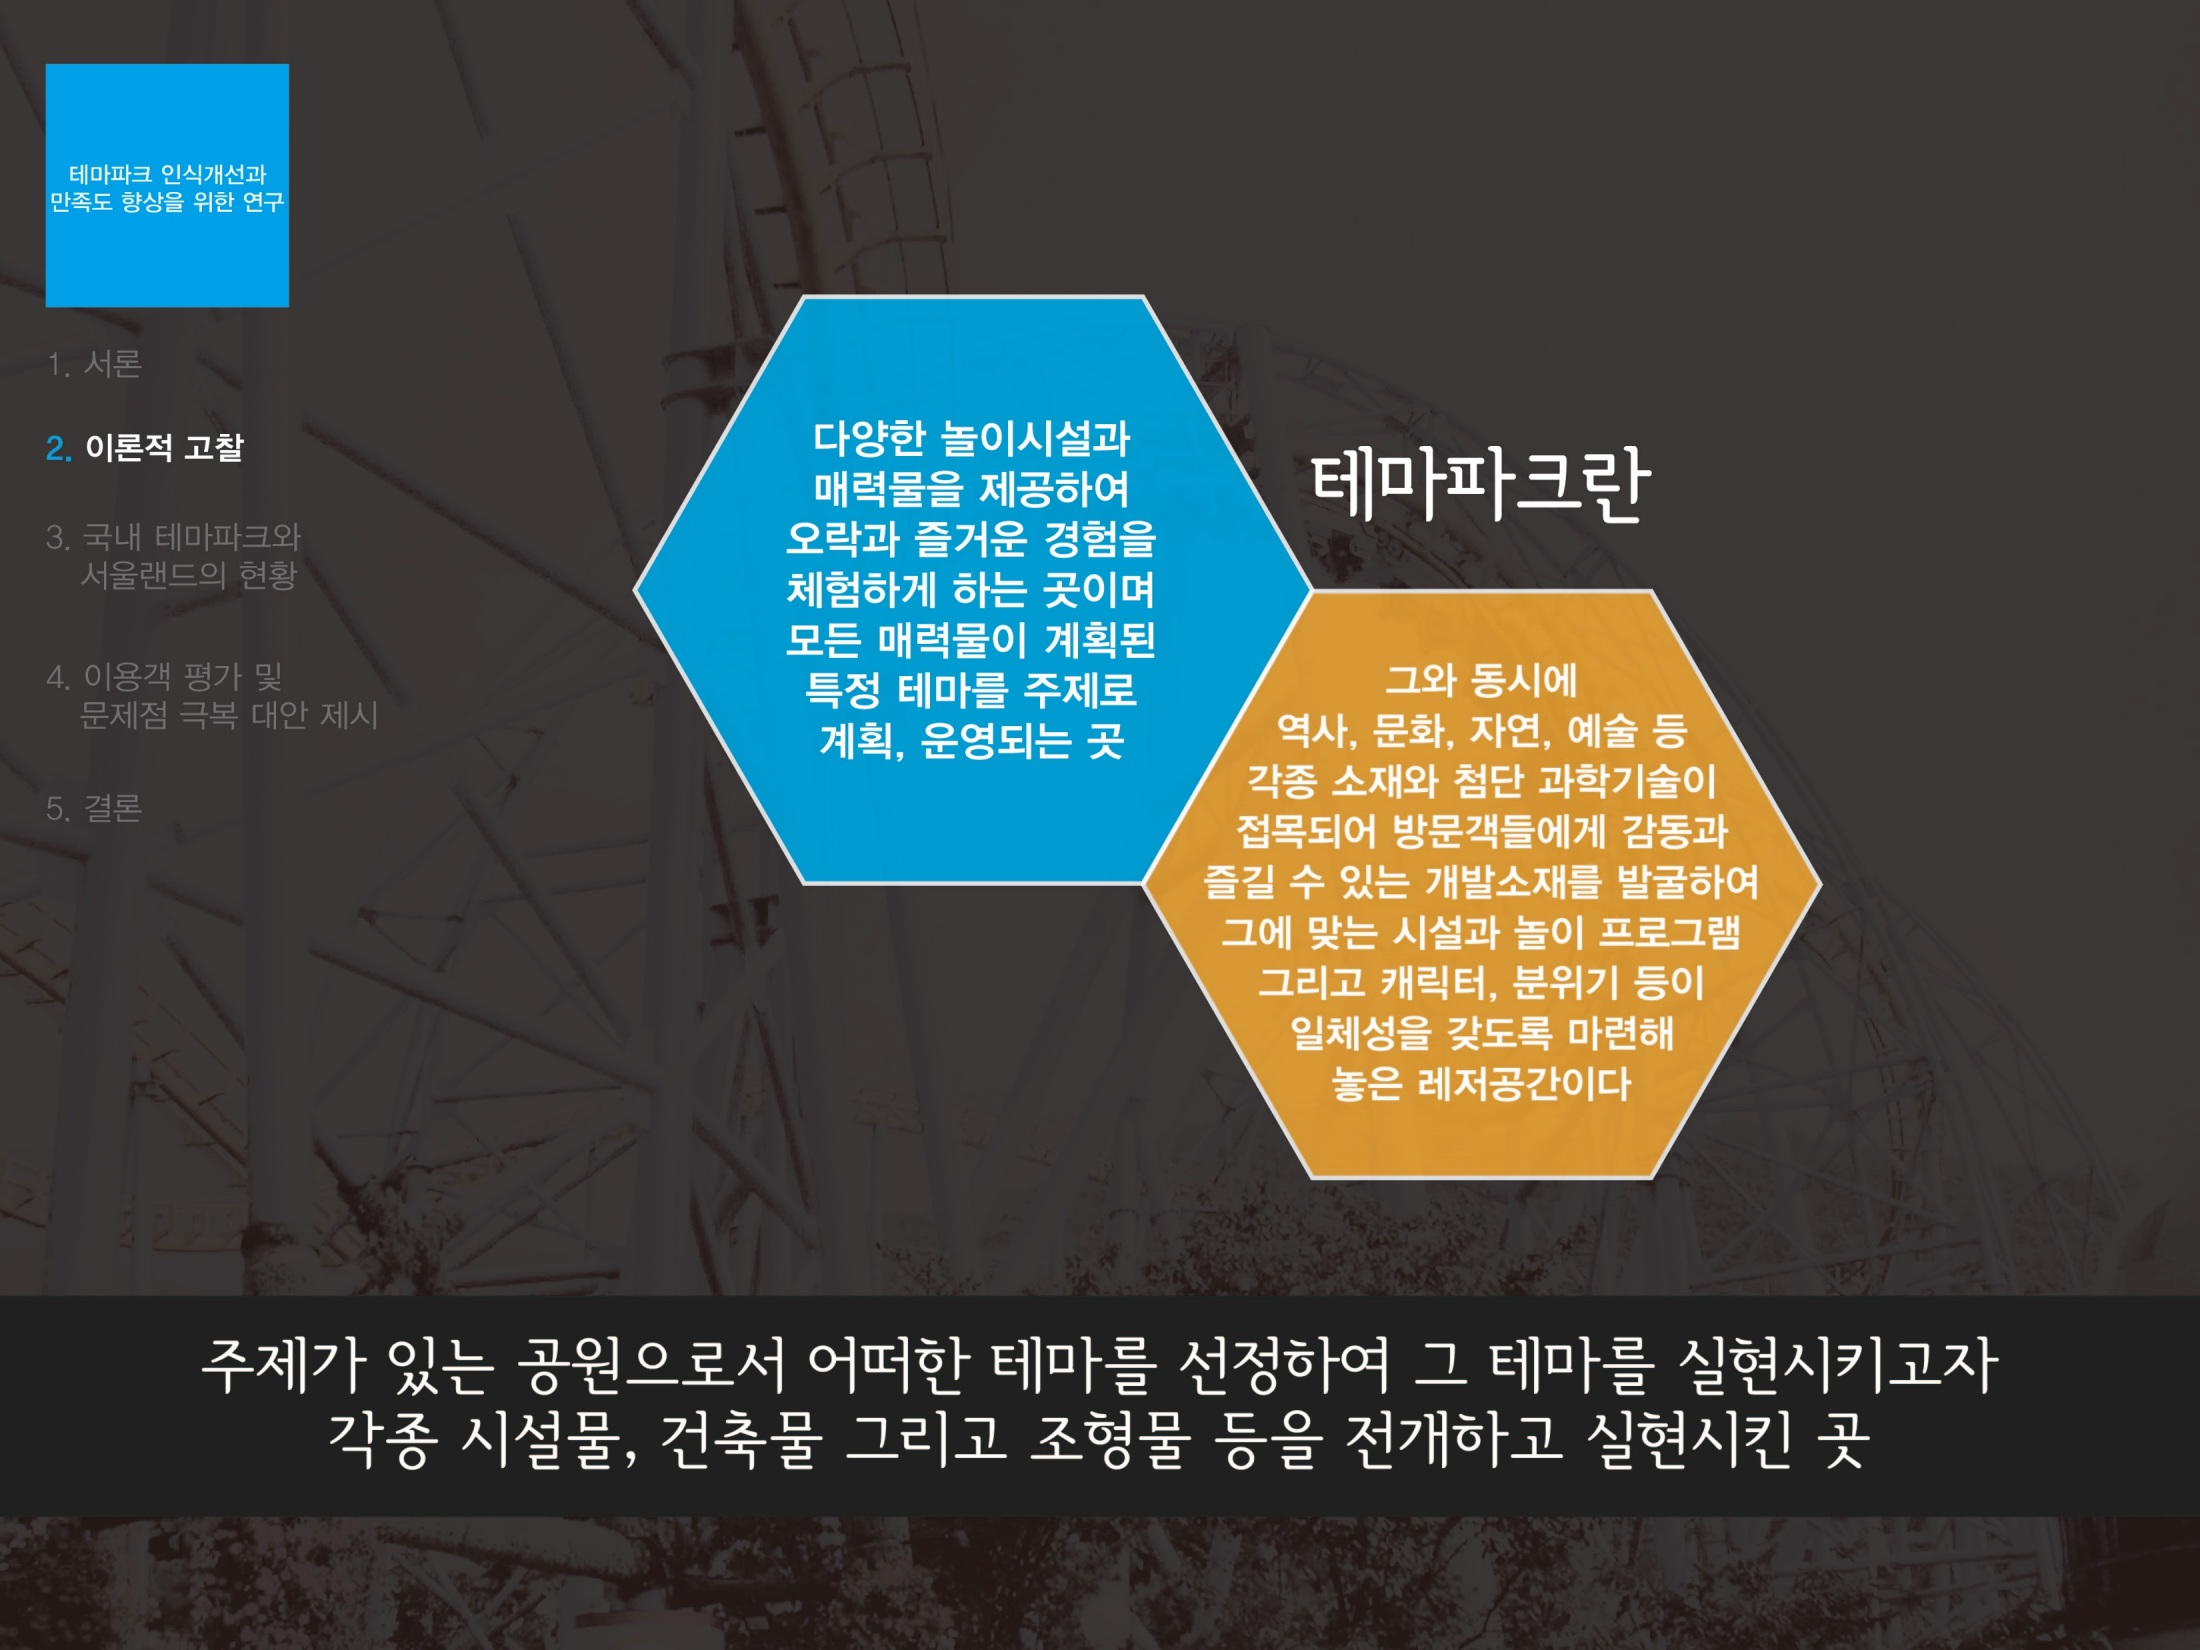 테마파크 인식개선과
만족도 향상을 위한 연구
1. 서론
2. 이론적 고찰
3. 국내 테마파크와
서울랜드의 현황
4. 이용객 평가 및
문제점 극복 대안 제시
5. 결론
다양한 놀이시설과
매력물을 제공하여
오락과 즐거운 경험을
체험하게 하는 곳이며
모든 매력물이 계획된
특정 테마를 주제로
계획, 운영되는 곳
테마파크란
그와 동시에
역사, 문화, 자연, 예술 등
각종 소재와 첨단 과학기술이
접목되어 방문객들에게 감동과
즐길 수 있는 개발소재를 발굴하여
그에 맞는 시설과 놀이 프로그램
그리고 캐릭터, 분위기 등이
일체성을 갖도록 마련해
놓은 레저공간이다
주제가 있는 공원으로서 어떠한 테마를 선정하여 그 테마를 실현시키고자
각종 시설물, 건축물 그리고 조형물 등을 전개하고 실현시킨 곳